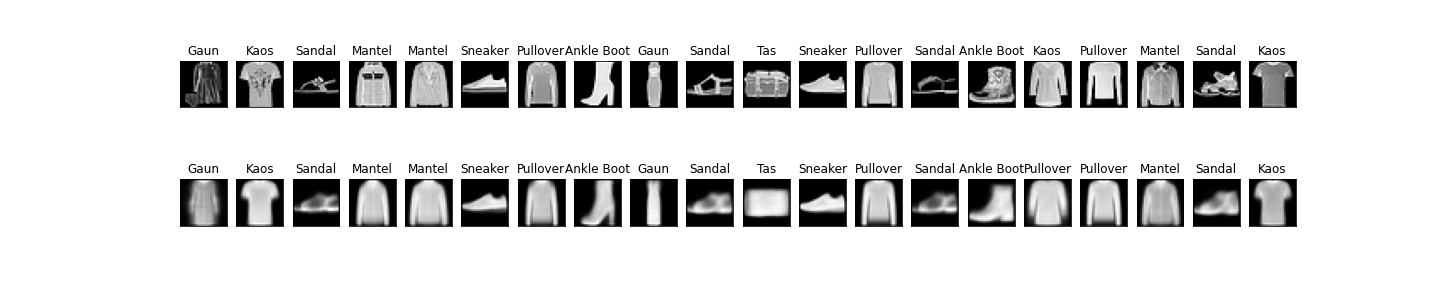 Gaun Kaos Sandal Mantel Mantel Sneaker Pullover Ankle Boot Gaun Sandal Tas Sneaker Pullover Sandal Ankle Boot Kaos Pullover Mantel Sandal Kaos
Gaun Kaos Sandal Mantel Mantel Sneaker Pullover Ankle Boot Gaun Sandal Tas Sneaker Pullover Sandal Ankle Boot Pullover Pullover Mantel Sandal Kaos